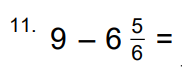 11. 9 – 6 5/6 =